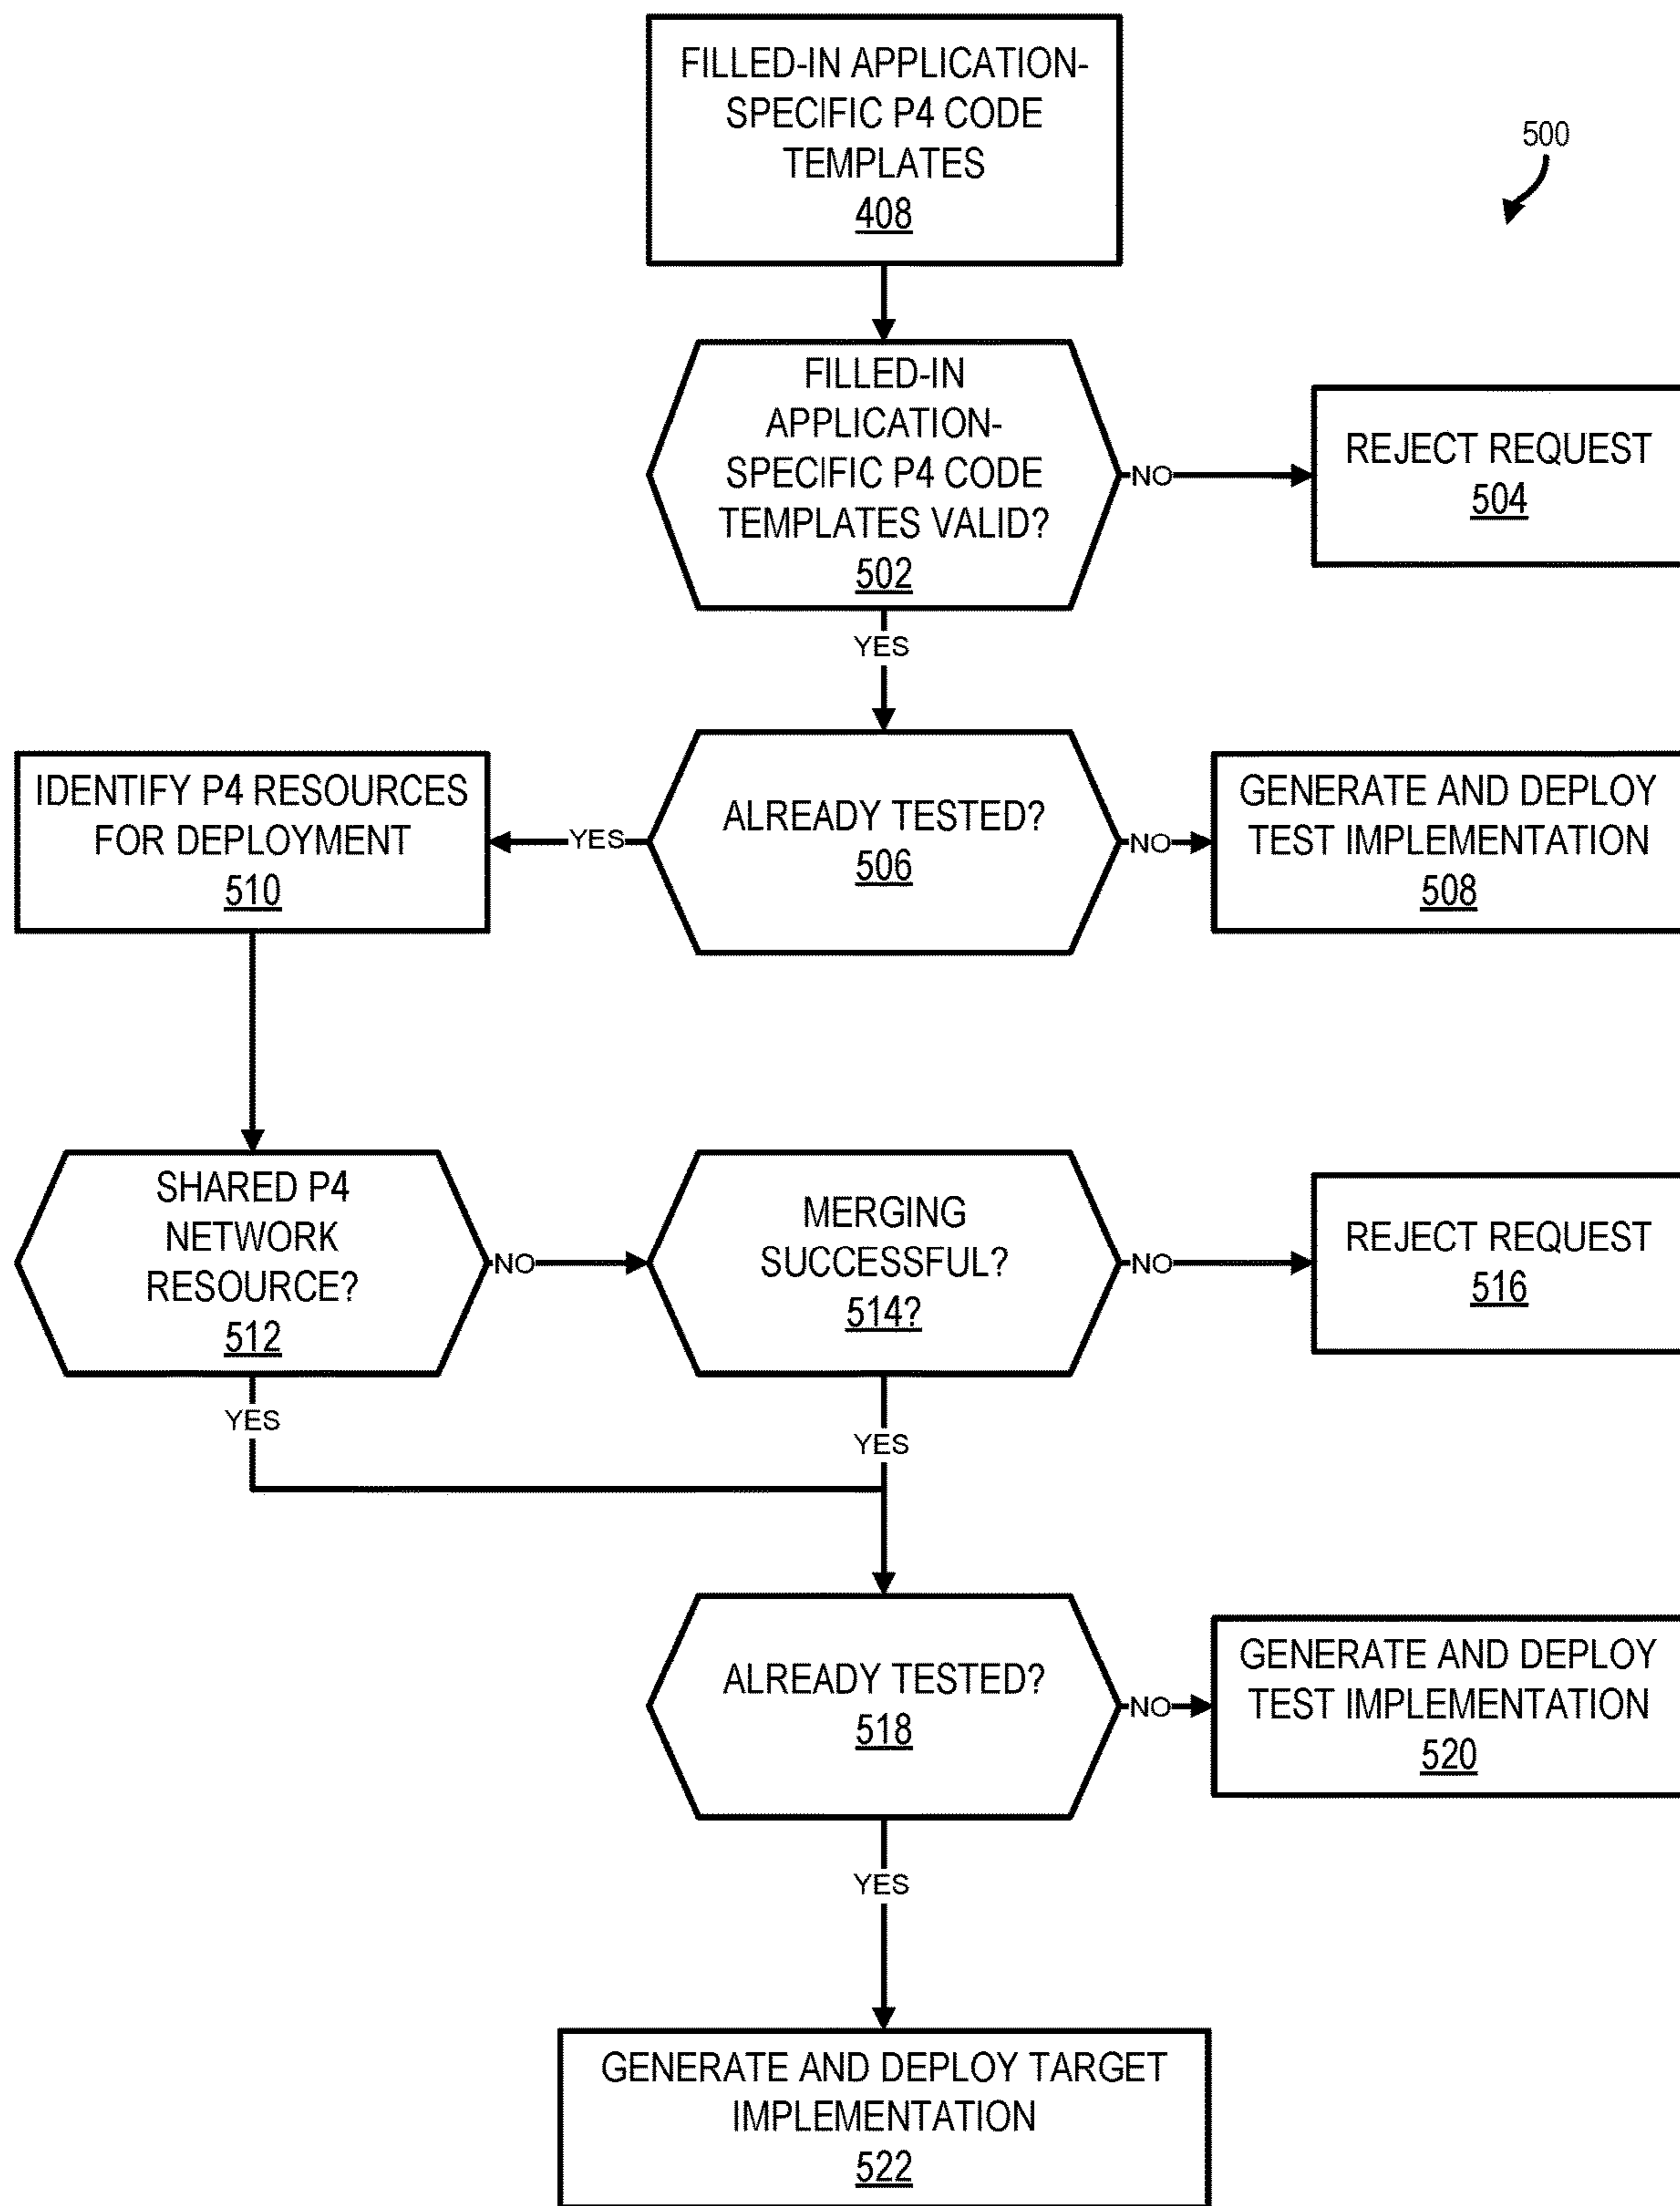 FILLED-IN APPLICATION-
SPECIFIC P4 CODE
TEMPLATES
408
500
FILLED-IN
APPLICATION-
SPECIFIC P4 CODE
TEMPLATES VALID?
502
NO
REJECT REQUEST
504
YES
ALREADY TESTED?
506
NO
GENERATE AND DEPLOY
TEST IMPLEMENTATION
508
YES
IDENTIFY P4 RESOURCES
FOR DEPLOYMENT
510
SHARED P4
NETWORK
RESOURCE?
512
NO
MERGING
SUCCESSFUL?
514?
NO
REJECT REQUEST
516
YES
YES
ALREADY TESTED?
518
NO
GENERATE AND DEPLOY
TEST IMPLEMENTATION
520
YES
GENERATE AND DEPLOY TARGET
IMPLEMENTATION
522